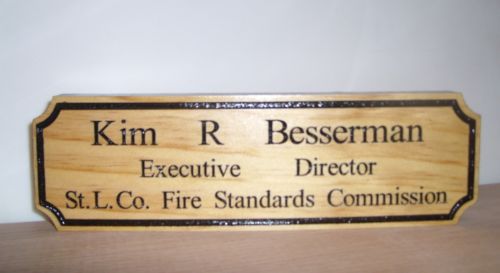 Kim R Besserman
Executive Director
St.L.Co. Fire Standards Commission